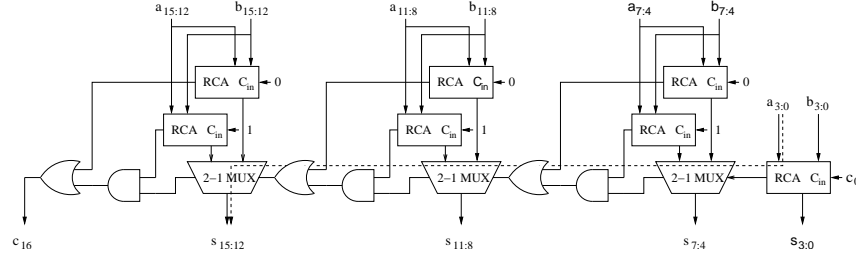 a15:12 b15:12 a11:8 b11:8 a7:4 b7:4
RCA Cin 0 RCA Cin 0 RCA Cin 0
a3:0 b3:0
RCA Cin 1 RCA Cin 1 RCA Cin 1
2−1 MUX 2−1 MUX 2−1 MUX RCA Cin c0
c16 s15:12 s11:8 s7:4 s3:0